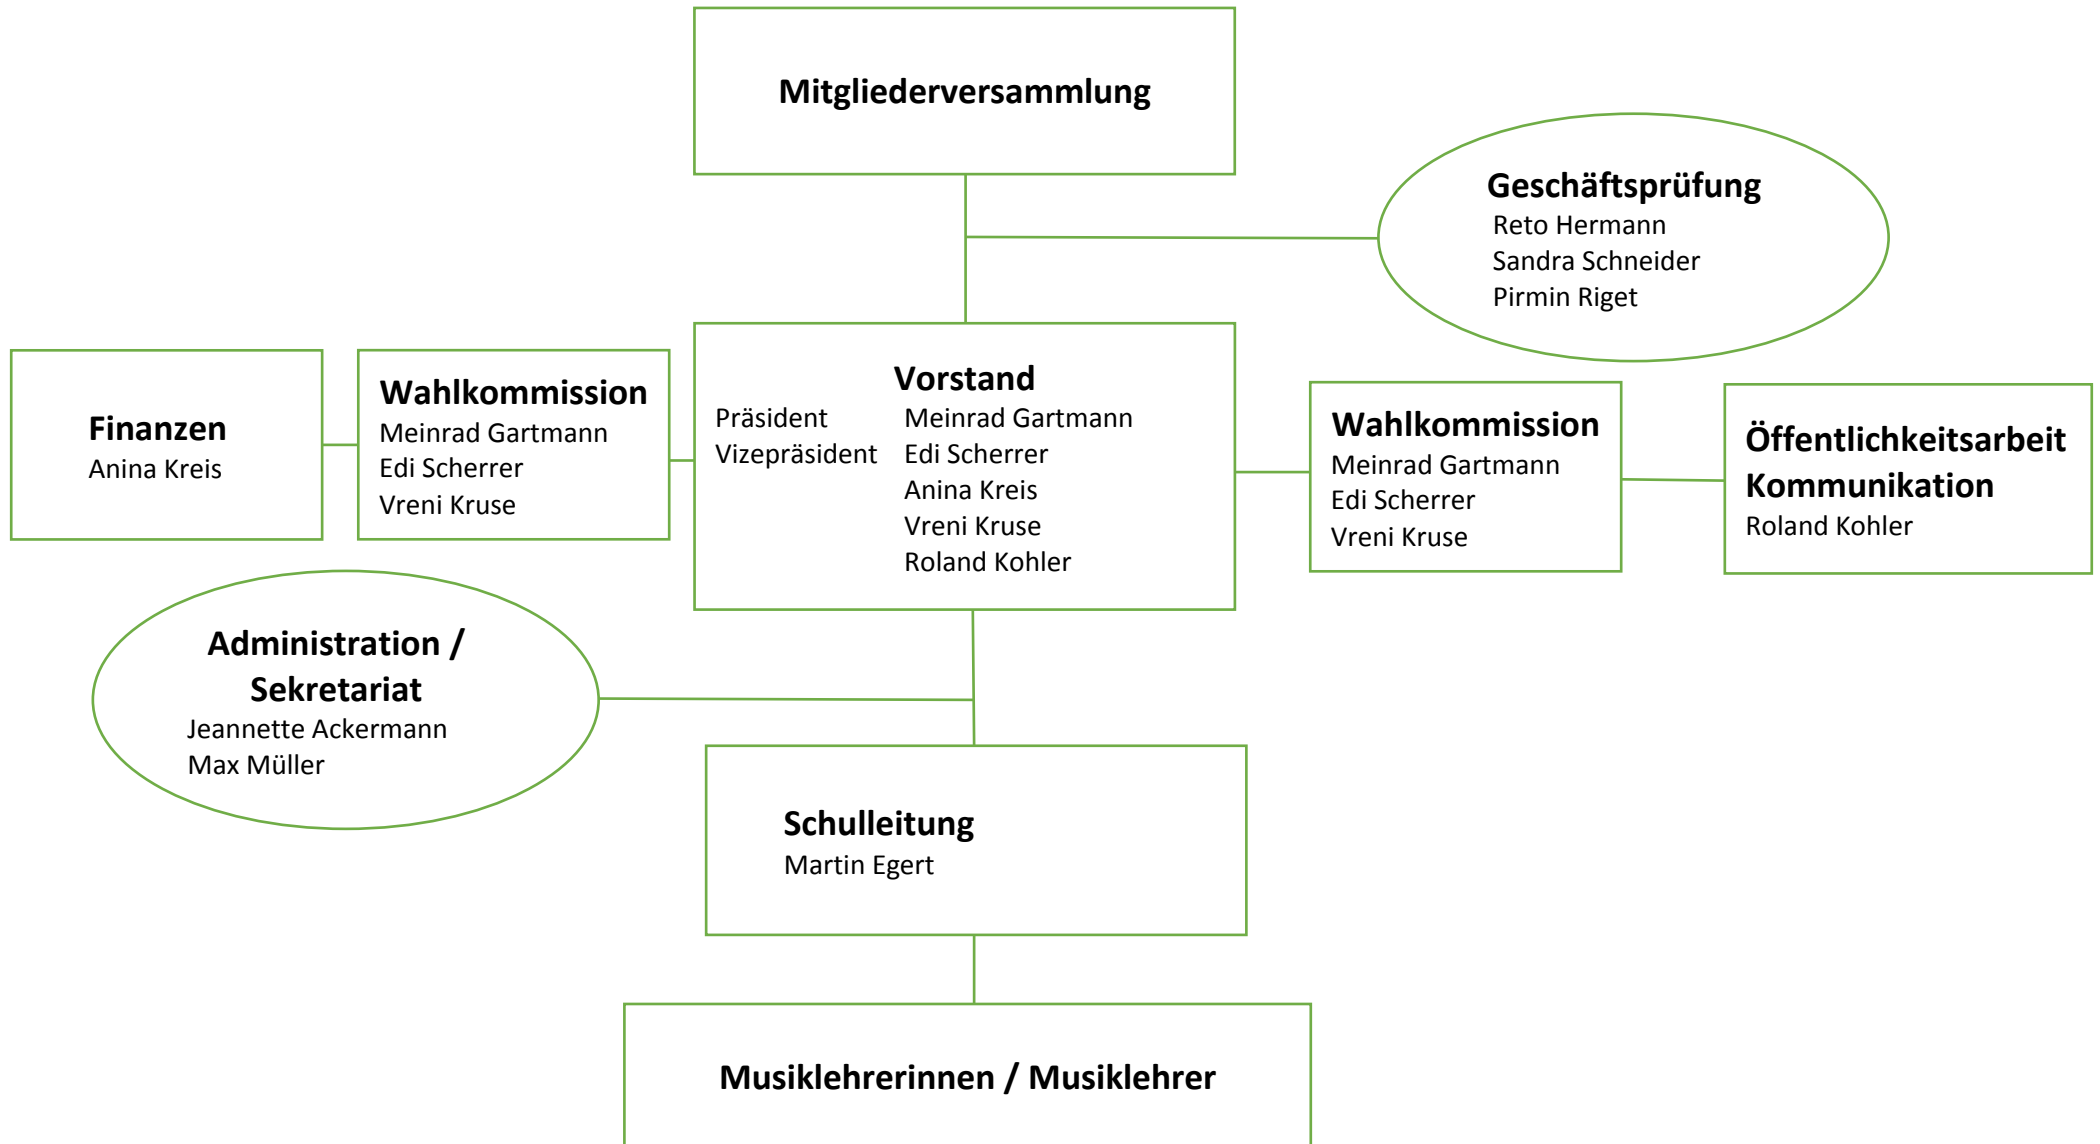 Mitgliederversammlung
Geschäftsprüfung
Reto Hermann
Sandra Schneider
Pirmin Riget
Finanzen
Anina Kreis
Wahlkommission
Meinrad Gartmann
Edi Scherrer
Vreni Kruse
Vorstand
Präsident Meinrad Gartmann
Vizepräsident Edi Scherrer
Anina Kreis
Vreni Kruse
Roland Kohler
Wahlkommission
Meinrad Gartmann
Edi Scherrer
Vreni Kruse
Öffentlichkeitsarbeit
Kommunikation
Roland Kohler
Administration /
Sekretariat
Jeannette Ackermann
Max Müller
Schulleitung
Martin Egert
Musiklehrerinnen / Musiklehrer